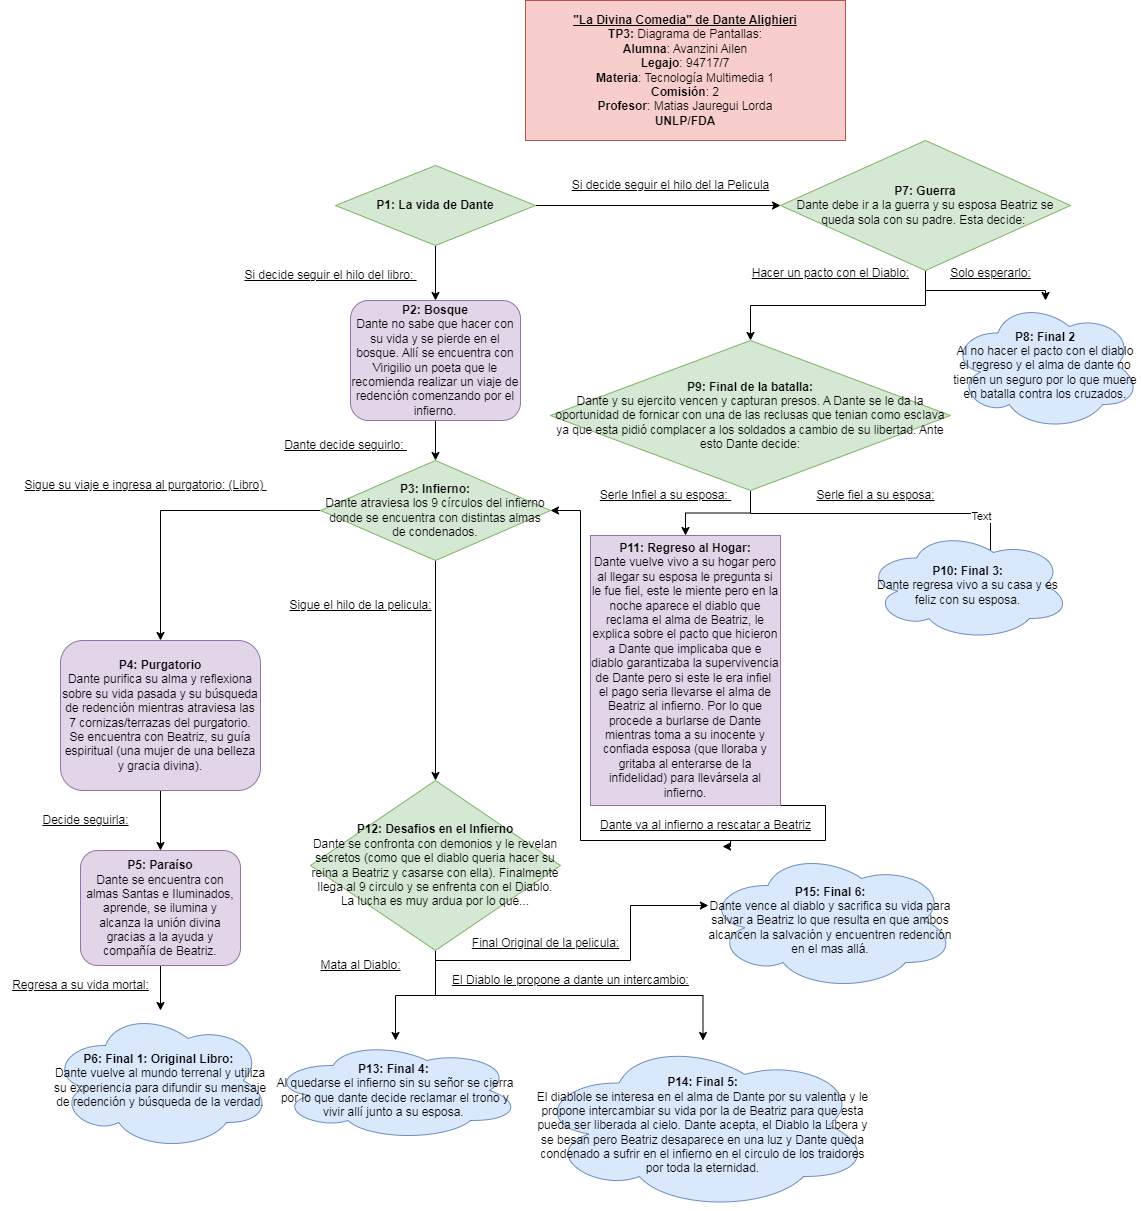 "La Divina Comedia" de Dante Alighieri
TP3: Diagrama de Pantallas:
Alumna: Avanzini Ailen
Legajo: 94717/7
Materia: Tecnología Multimedia 1
Comisión: 2
Profesor: Matias Jauregui Lorda
UNLP/FDA
P1: La vida de Dante
Si decide seguir el hilo del la Pelicula
P7: Guerra
Dante debe ir a la guerra y su esposa Beatriz se
queda sola con su padre. Esta decide:
Si decide seguir el hilo del libro:
Hacer un pacto con el Diablo:
Solo esperarlo:
P2: Bosque
Dante no sabe que hacer con
su vida y se pierde en el
bosque. Allí se encuentra con
Virigilio un poeta que le
recomienda realizar un viaje de
redención comenzando por el
infierno.
P8: Final 2
Al no hacer el pacto con el diablo
el regreso y el alma de dante no
tienen un seguro por lo que muere
en batalla contra los cruzados.
P9: Final de la batalla:
Dante y su ejercito vencen y capturan presos. A Dante se le da la
oportunidad de fornicar con una de las reclusas que tenian como esclava
ya que esta pidió complacer a los soldados a cambio de su libertad. Ante
esto Dante decide:
Dante decide seguirlo:
Sigue su viaje e ingresa al purgatorio: (Libro)
P3: Infierno:
Dante atraviesa los 9 círculos del infierno
donde se encuentra con distintas almas
de condenados.
Serle Infiel a su esposa:
Serle fiel a su esposa:
Text
P11: Regreso al Hogar:
Dante vuelve vivo a su hogar pero
al llegar su esposa le pregunta si
le fue fiel, este le miente pero en la
noche aparece el diablo que
reclama el alma de Beatriz, le
explica sobre el pacto que hicieron
a Dante que implicaba que e
diablo garantizaba la supervivencia
de Dante pero si este le era infiel
el pago seria llevarse el alma de
Beatriz al infierno. Por lo que
procede a burlarse de Dante
mientras toma a su inocente y
confiada esposa (que lloraba y
gritaba al enterarse de la
infidelidad) para llevársela al
infierno.
P10: Final 3:
Dante regresa vivo a su casa y es
feliz con su esposa.
Sigue el hilo de la pelicula:
P4: Purgatorio
Dante purifica su alma y reflexiona
sobre su vida pasada y su búsqueda
de redención mientras atraviesa las
7 cornizas/terrazas del purgatorio.
Se encuentra con Beatriz, su guía
espiritual (una mujer de una belleza
y gracia divina).
Decide seguirla:
Dante va al infierno a rescatar a Beatriz
P12: Desafios en el Infierno
Dante se confronta con demonios y le revelan
secretos (como que el diablo queria hacer su
reina a Beatriz y casarse con ella). Finalmente
llega al 9 circulo y se enfrenta con el Diablo.
La lucha es muy ardua por lo que...
P5: Paraíso
Dante se encuentra con
almas Santas e Iluminados,
aprende, se ilumina y
alcanza la unión divina
gracias a la ayuda y
compañía de Beatriz.
P15: Final 6:
Dante vence al diablo y sacrifica su vida para
salvar a Beatriz lo que resulta en que ambos
alcancen la salvación y encuentren redención
en el mas allá.
Final Original de la pelicula:
Mata al Diablo:
El Diablo le propone a dante un intercambio:
Regresa a su vida mortal:
P6: Final 1: Original Libro:
Dante vuelve al mundo terrenal y utiliza
su experiencia para difundir su mensaje
de redención y búsqueda de la verdad.
P13: Final 4:
Al quedarse el infierno sin su señor se cierra
por lo que dante decide reclamar el trono y
vivir allí junto a su esposa.
P14: Final 5:
El diablole se interesa en el alma de Dante por su valentia y le
propone intercambiar su vida por la de Beatriz para que esta
pueda ser liberada al cielo. Dante acepta, el Diablo la Libera y
se besan pero Beatriz desaparece en una luz y Dante queda
condenado a sufrir en el infierno en el circulo de los traidores
por toda la eternidad.